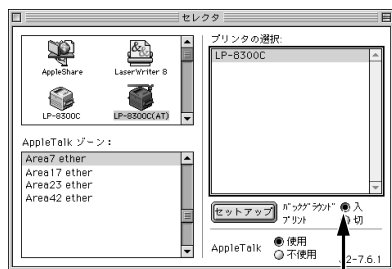 セレクタ
プリンタの選択:
AppleShare
LaserWriter 8
LP-8300C
LP-8300C(AT)
LP-8300C
AppleTalk ゾーン:
Area7 ether
Area17 ether
Area23 ether
Area42 ether
セットアップ
バックグラウンド
プリント
入
切
AppleTalk
使用
不使用
2-7.6.1